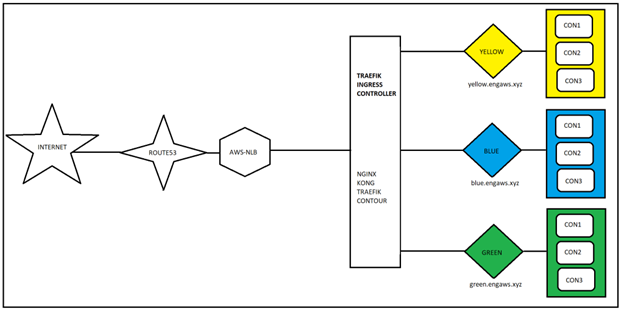 INTERNET
ROUTE53
AWS-NLB
TRAEFIK
INGRESS
CONTROLLER
NGINX
KONG
TRAEFIK
CONTOUR
YELLOW
yellow.engaws.xyz
CON1
CON2
CON3
BLUE
blue.engaws.xyz
CON1
CON2
CON3
GREEN
green.engaws.xyz
CON1
CON2
CON3